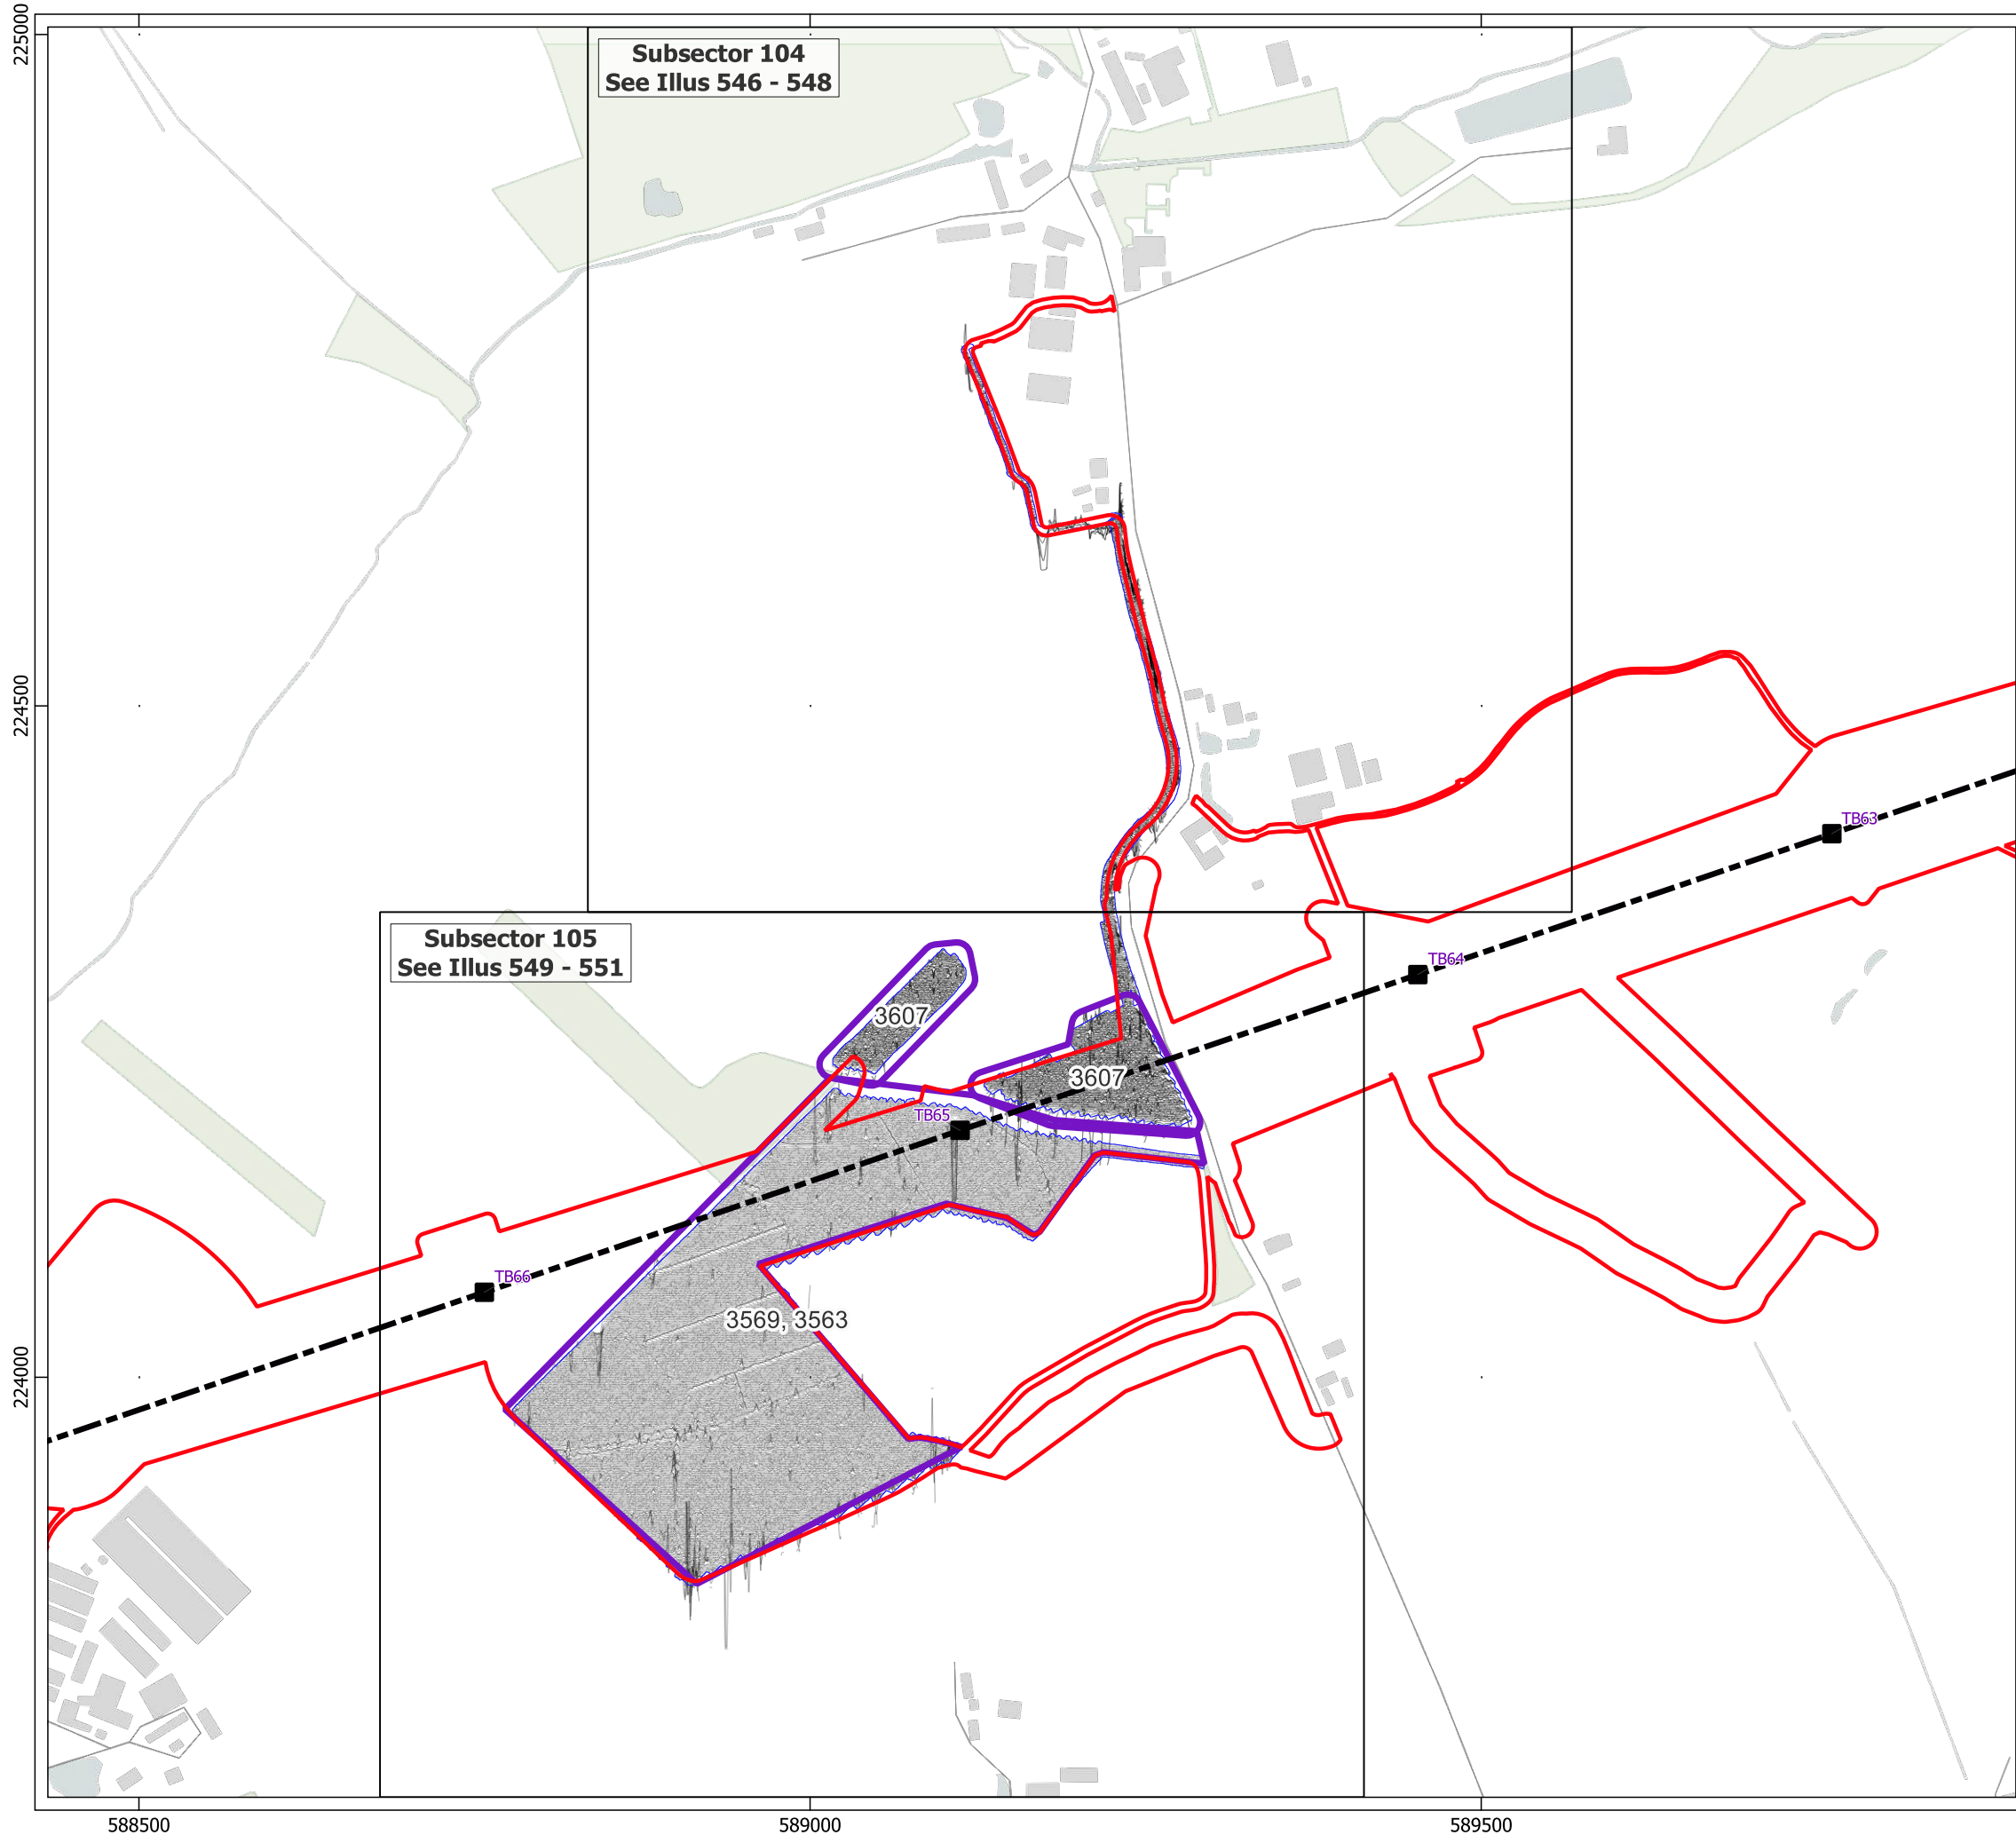 225000
Subsector 104
See Illus 546 - 548
224500
TB63
Subsector 105
See Illus 549 - 551
TB64
3607
3607
TB65
TB66
3569, 3563
224000
588500
589000
589500